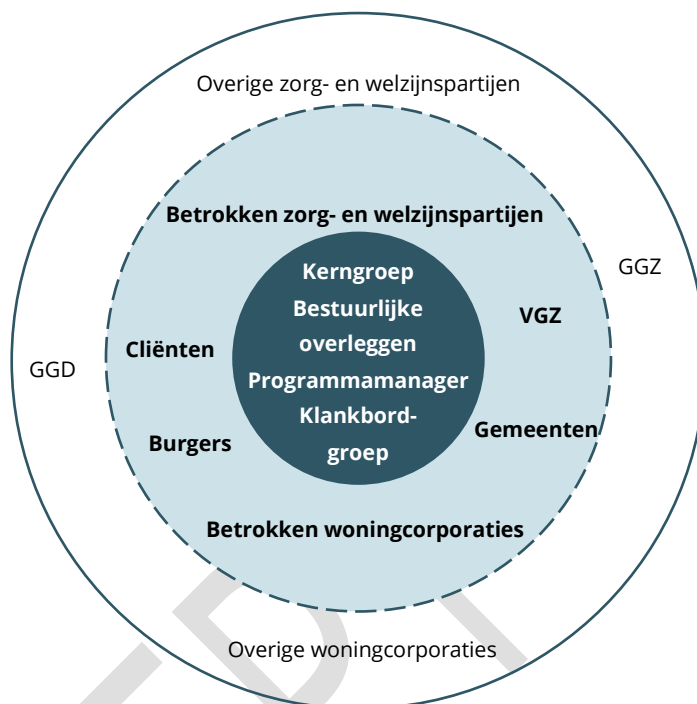 Overige zorg- en welzijnspartijen
Betrokken zorg- en welzijnspartijen
GGZ
Kerngroep
Bestuurlijke
overleggen
Programmamanager
Klankbord-
groep
VGZ
Cliënten
GGD
Burgers
Gemeenten
Betrokken woningcorporaties
Overige woningcorporaties